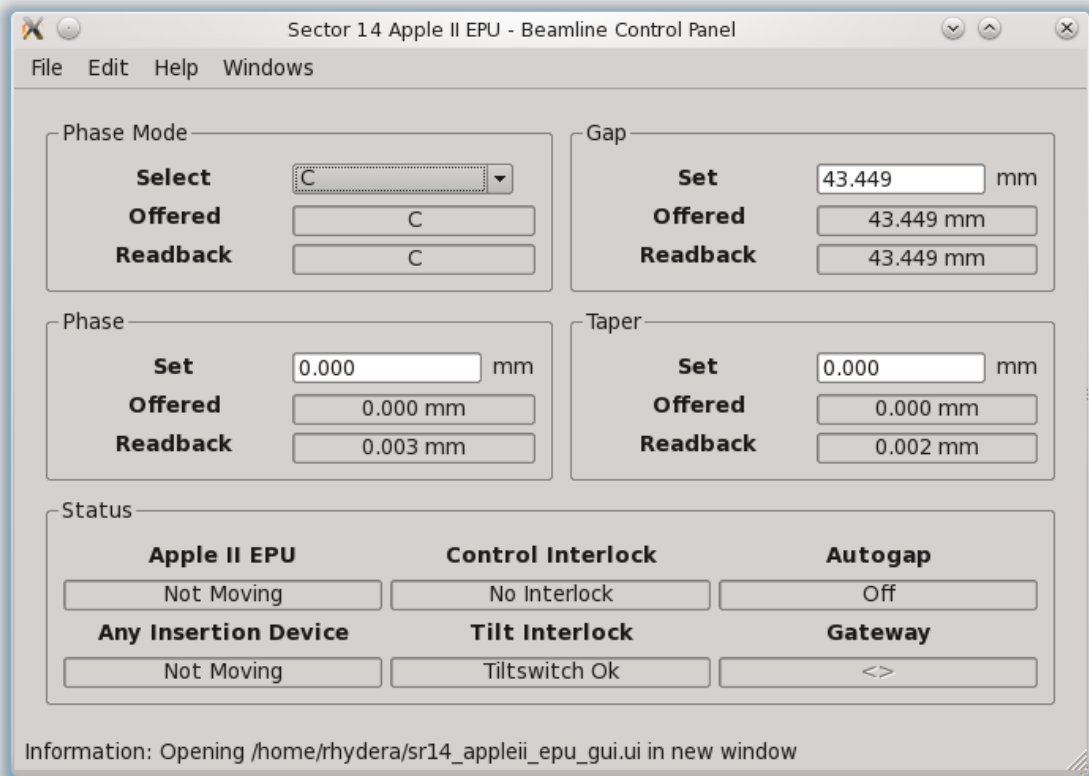 Sector 14 Apple II EPU - Beamline Control Panel
File Edit Help Windows
Phase Mode
Select C
Offered C
Readback C
Gap
Set 43.449 mm
Offered 43.449 mm
Readback 43.449 mm
Phase
Set 0.000 mm
Offered 0.000 mm
Readback 0.003 mm
Taper
Set 0.000 mm
Offered 0.000 mm
Readback 0.002 mm
Status
Apple II EPU Control Interlock Autogap
Not Moving No Interlock Off
Any Insertion Device Tilt Interlock Gateway
Not Moving Tiltswitch Ok <>
Information: Opening /home/rhydera/sr14_appleii_epu_gui.ui in new window